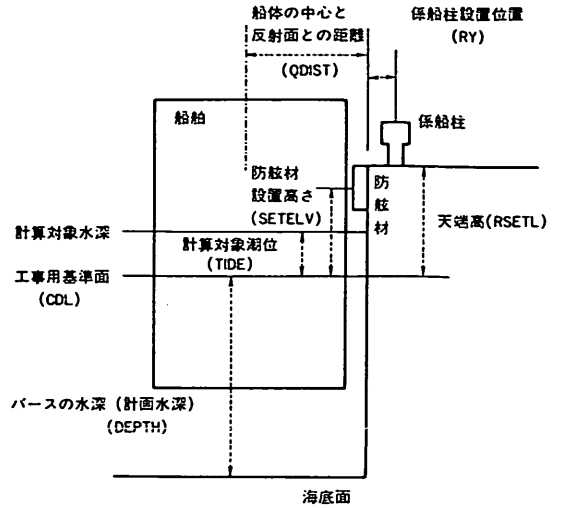 船体の中心と
反射面との距離
(QDIST)
係船柱設置位置
(RY)
係船柱
船舶
防舷材
設置高さ
(SETELV)
防
舷
材
天端高(RSETL)
計算対象水深
計算対象潮位
(TIDE)
工事用基準面
(CDL)
バースの水深(計画水深)
(DEPTH)
海底面